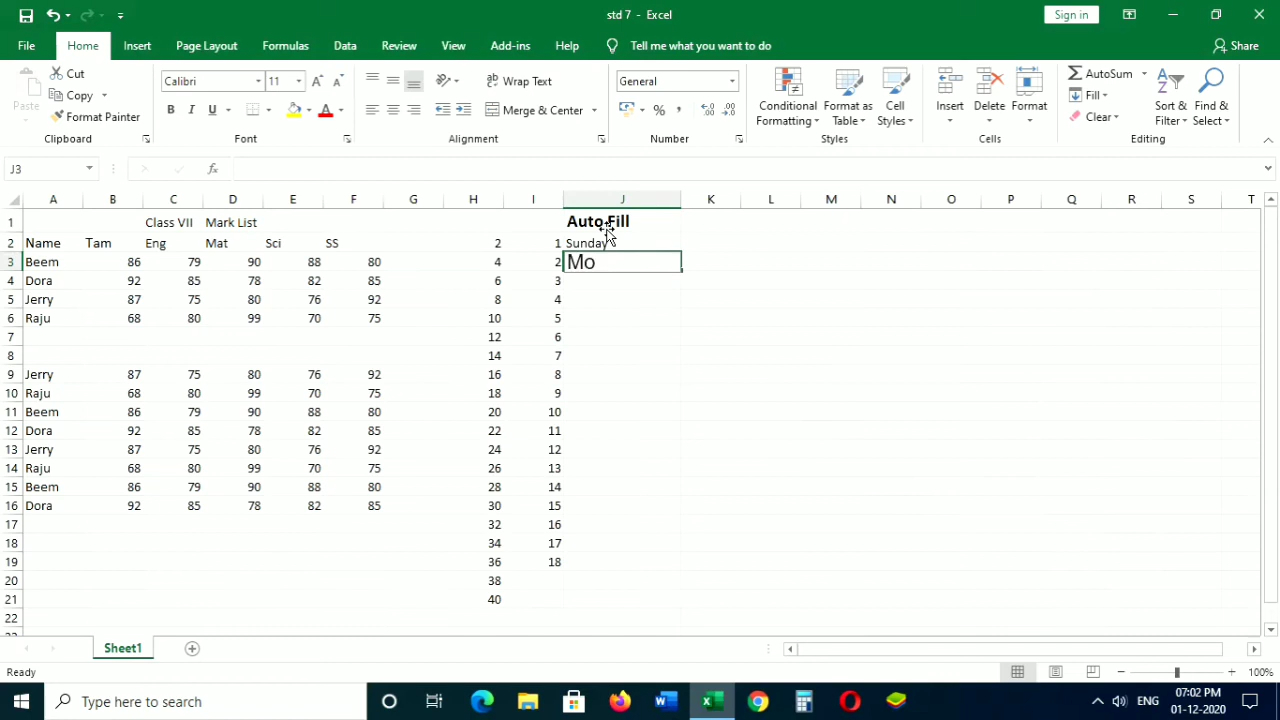 std 7 - Excel
Sign in
File Home Insert Page Layout Formulas Data Review View Add-ins Help Tell me what you want to do Share
Paste
Cut
Copy
Format Painter
Clipboard
Calibri 11
B I U
Font
Wrap Text
Merge & Center
Alignment
General
Number
Conditional Formatting
Format as Table
Cell Styles
Styles
Insert Delete Format
Cells
AutoSum
Fill
Clear
Sort & Filter
Find & Select
Editing
J3 fx
A B C D E F G H I J K L M N O P Q R S T
1 Class VII Mark List Auto Fill
2 Name Tam Eng Mat Sci SS 2 1 Sunday
3 Beem 86 79 90 88 80 4 2 Mo
4 Dora 92 85 78 82 85 6 3
5 Jerry 87 75 80 76 92 8 4
6 Raju 68 80 99 70 75 10 5
7 12 6
8 14 7
9 Jerry 87 75 80 76 92 16 8
10 Raju 68 80 99 70 75 18 9
11 Beem 86 79 90 88 80 20 10
12 Dora 92 85 78 82 85 22 11
13 Jerry 87 75 80 76 92 24 12
14 Raju 68 80 99 70 75 26 13
15 Beem 86 79 90 88 80 28 14
16 Dora 92 85 78 82 85 30 15
17 32 16
18 34 17
19 36 18
20 38
21 40
22
Sheet1
Ready 100%
Type here to search
ENG
07:02 PM
01-12-2020